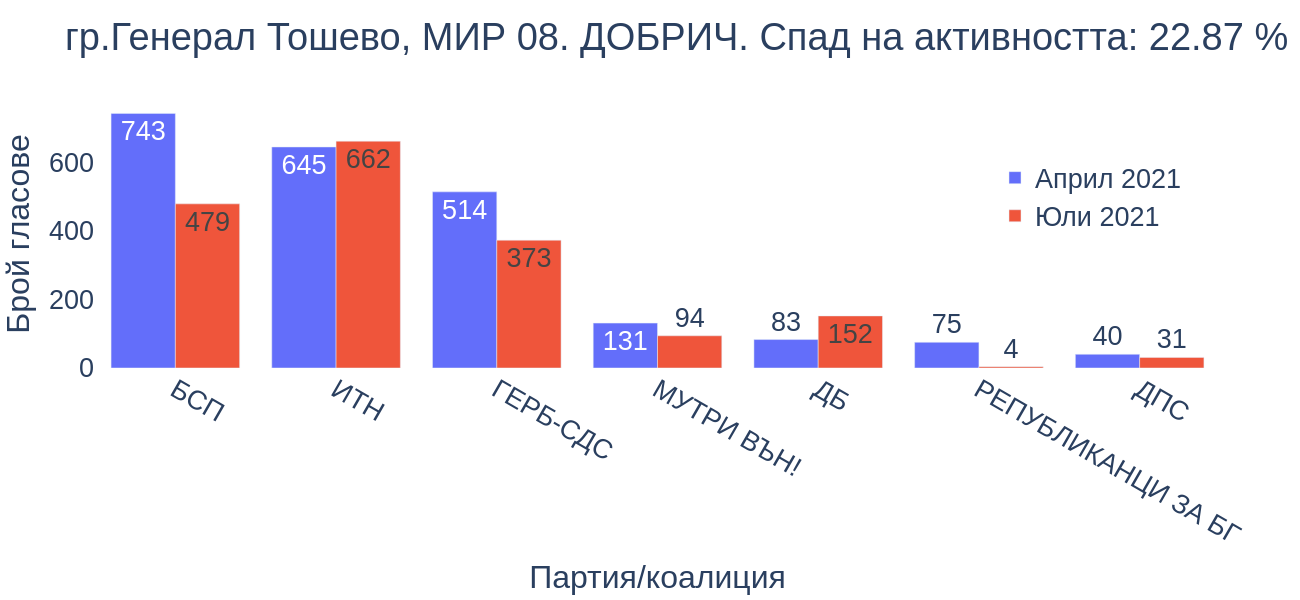 гр.Генерал Тошево, МИР 08. ДОБРИЧ. Спад на активността: 22.87 %
Брой гласове
600
400
200
0
743
479
645
662
514
373
131
94
83
152
75
4
40
31
Април 2021
Юли 2021
БСП
ИТН
ГЕРБ-СДС
МУТРИ ВЪН!
ДБ
РЕПУБЛИКАНЦИ ЗА БГ
ДПС
Партия/коалиция